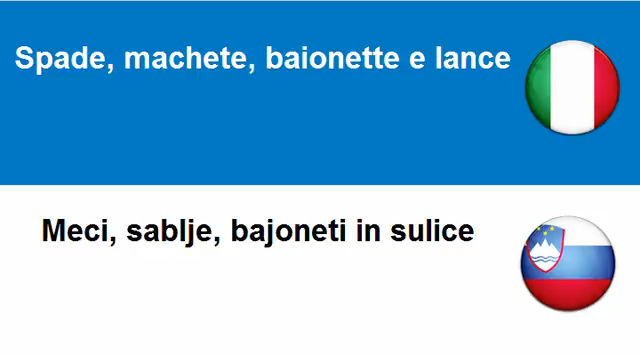 Spade, machete, baionette e lance
Meci, sablje, bajoneti in sulice